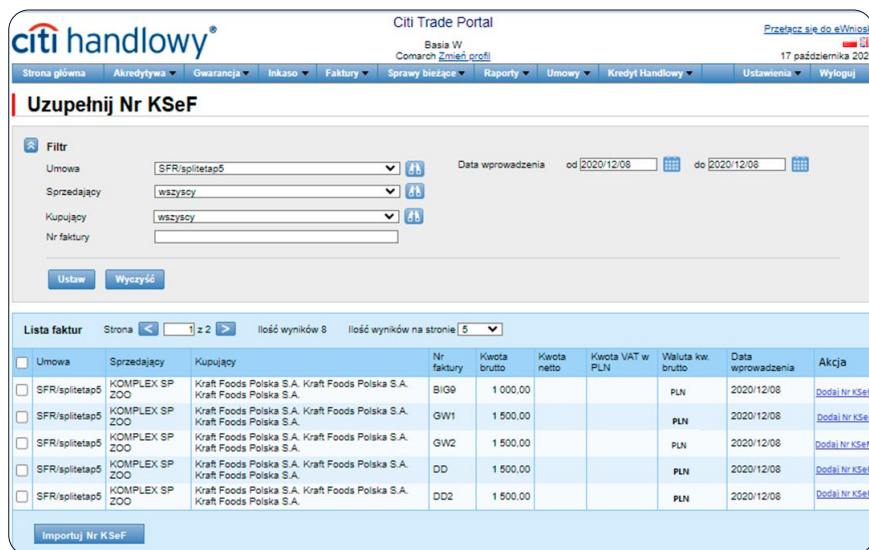 citi handlowy®
Citi Trade Portal
Basia W
Comarch Zmień profil
Przełącz się do eWniosk
17 października 202
Strona główna Akredytywa Gwarancja Inkaso Faktury Sprawy bieżące Raporty Umowy Kredyt Handlowy Ustawienia Wyloguj
Uzupełnij Nr KSeF
Filtr
Umowa SFR/splitetap5 Data wprowadzenia od 2020/12/08 do 2020/12/08
Sprzedający wszyscy
Kupujący wszyscy
Nr faktury
Ustaw Wyczyść
Lista faktur Strona < 1 z 2 > Ilość wyników 8 Ilość wyników na stronie 5
Umowa Sprzedający Kupujący Nr faktury Kwota brutto Kwota netto Kwota VAT w PLN Waluta kw. brutto Data wprowadzenia Akcja
SFR/splitetap5 KOMPLEX SP ZOO Kraft Foods Polska S.A. Kraft Foods Polska S.A. Kraft Foods Polska S.A. BIG9 1 000,00 PLN 2020/12/08 Dodaj Nr KSeF
SFR/splitetap5 KOMPLEX SP ZOO Kraft Foods Polska S.A. Kraft Foods Polska S.A. Kraft Foods Polska S.A. GW1 1 500,00 PLN 2020/12/08 Dodaj Nr KSeF
SFR/splitetap5 KOMPLEX SP ZOO Kraft Foods Polska S.A. Kraft Foods Polska S.A. Kraft Foods Polska S.A. GW2 1 500,00 PLN 2020/12/08 Dodaj Nr KSeF
SFR/splitetap5 KOMPLEX SP ZOO Kraft Foods Polska S.A. Kraft Foods Polska S.A. Kraft Foods Polska S.A. DD 1 500,00 PLN 2020/12/08 Dodaj Nr KSeF
SFR/splitetap5 KOMPLEX SP ZOO Kraft Foods Polska S.A. Kraft Foods Polska S.A. Kraft Foods Polska S.A. DD2 1 500,00 PLN 2020/12/08 Dodaj Nr KSeF
Importuj Nr KSeF